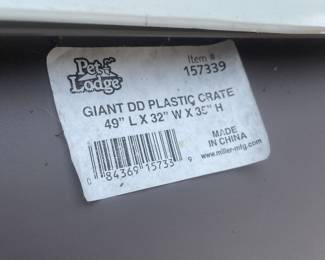 Pet Lodge
Item #
157339
GIANT DD PLASTIC CRATE
49" L X 32" W X 35" H
MADE
IN CHINA
www.miller-mfg.com
0 84369 15733 9